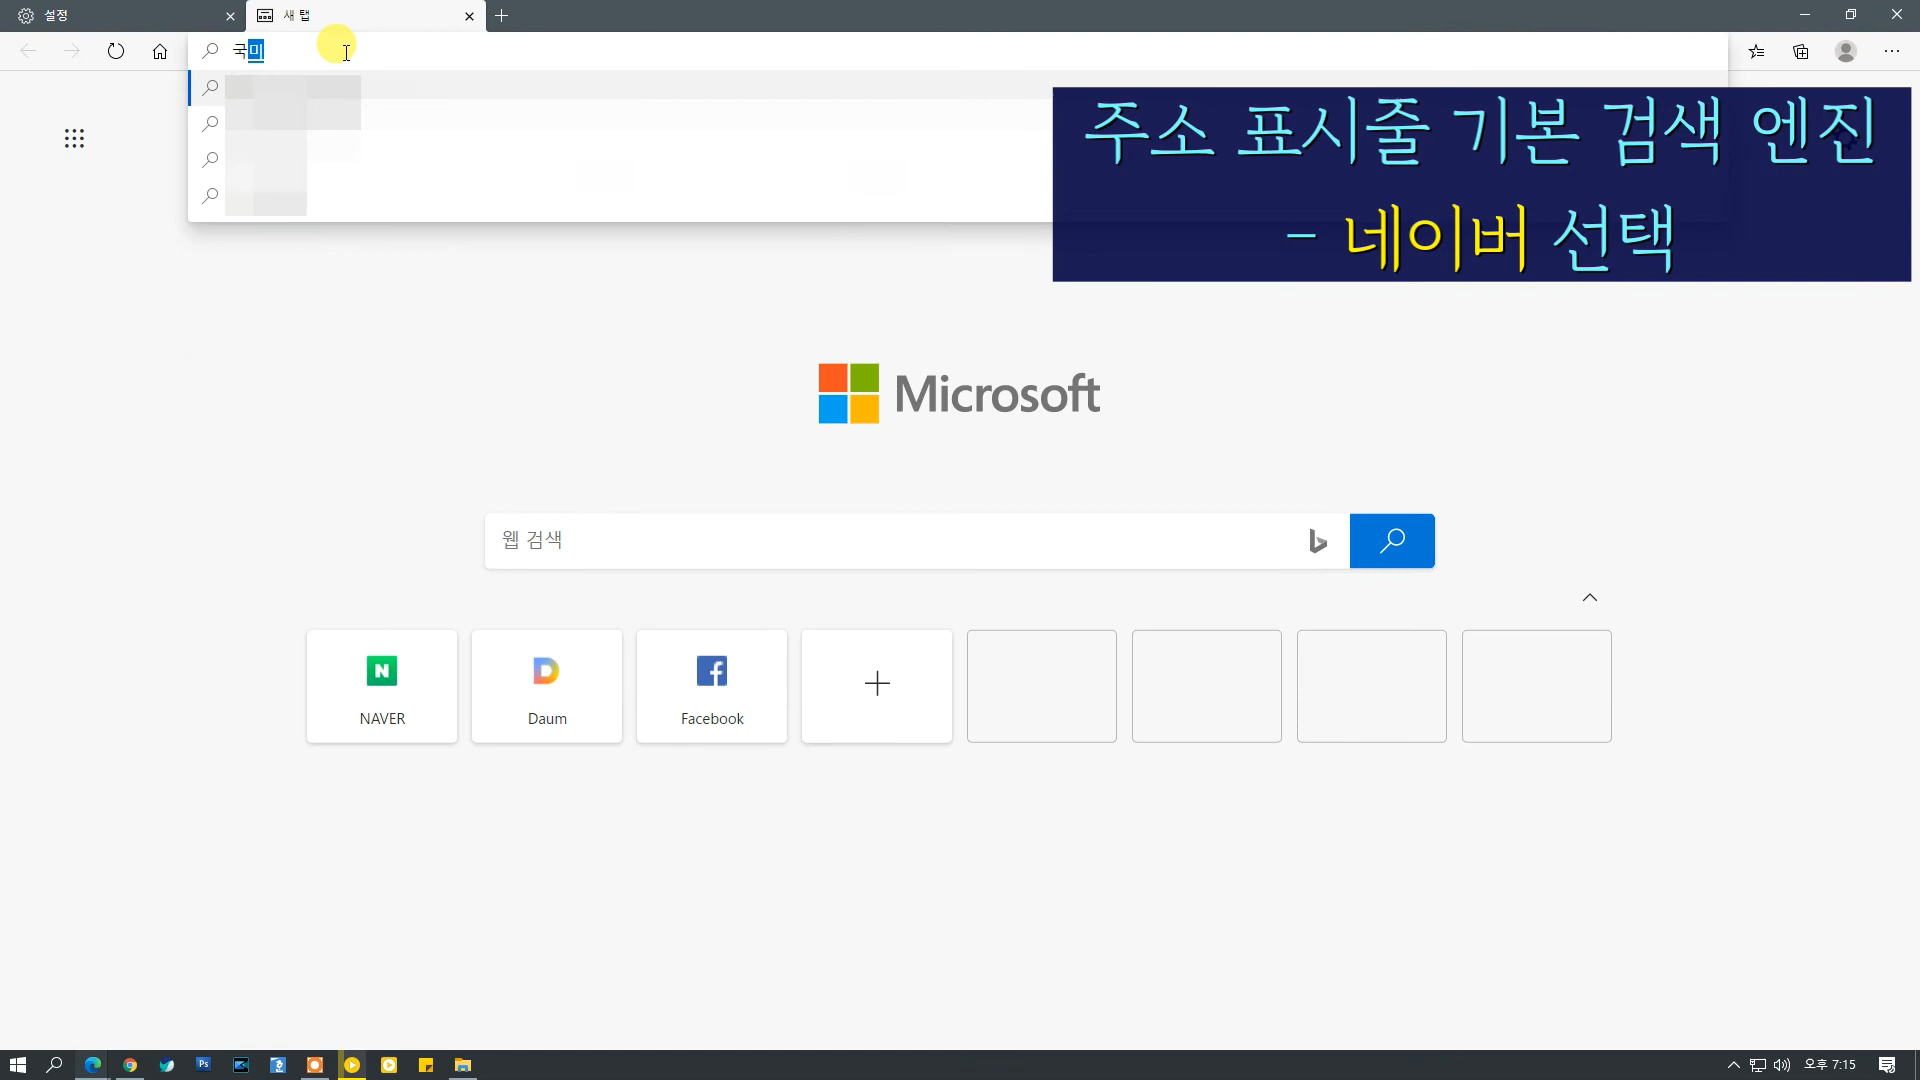 설정
새 탭
국미
주소 표시줄 기본 검색 엔진
- 네이버 선택
Microsoft
웹 검색
NAVER
Daum
Facebook
Ps
오후 7:15